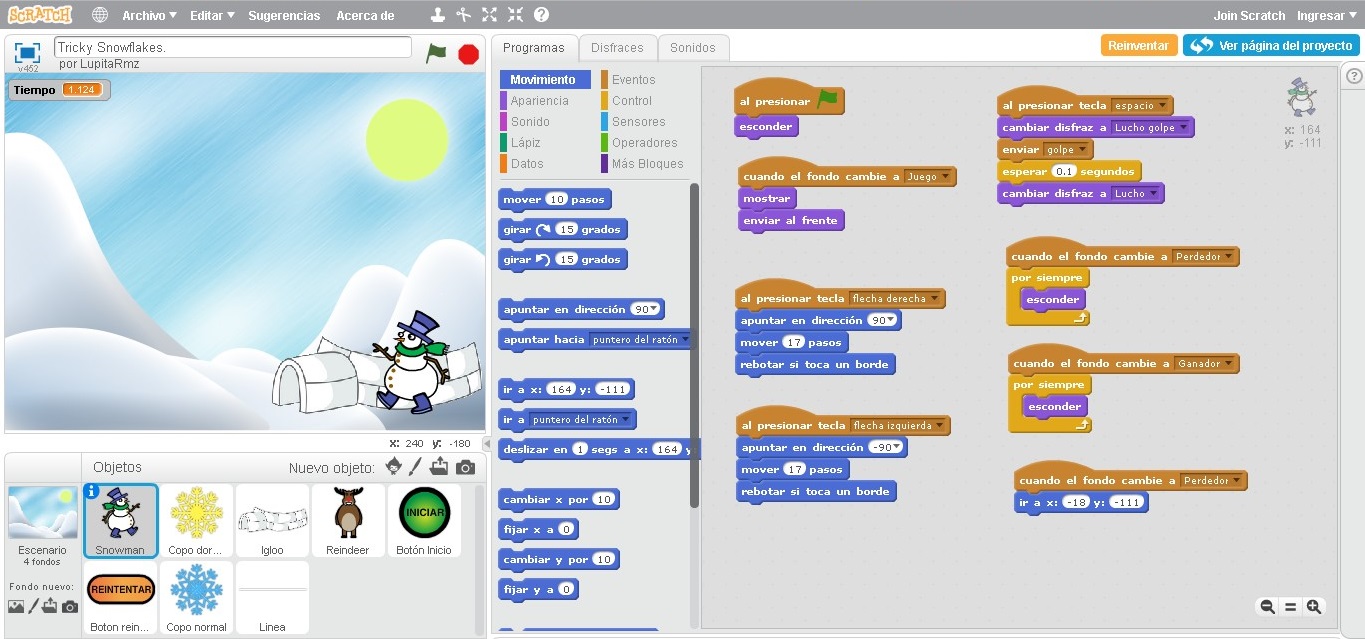 SCRATCH
Archivo
Editar
Sugerencias
Acerca de
Join Scratch
Ingresar
v452
Tricky Snowflakes.
por LupitaRmz
Tiempo 1.124
x: 240 y: -180
Programas
Disfraces
Sonidos
Reinventar
Ver página del proyecto
Movimiento
Apariencia
Sonido
Lápiz
Datos
Eventos
Control
Sensores
Operadores
Más Bloques
mover 10 pasos
girar 15 grados
girar 15 grados
apuntar en dirección 90
apuntar hacia puntero del ratón
ir a x: 164 y: -111
ir a puntero del ratón
deslizar en 1 segs a x: 164 y
cambiar x por 10
fijar x a 0
cambiar y por 10
fijar y a 0
al presionar
esconder
cuando el fondo cambie a Juego
mostrar
enviar al frente
al presionar tecla flecha derecha
apuntar en dirección 90
mover 17 pasos
rebotar si toca un borde
al presionar tecla flecha izquierda
apuntar en dirección -90
mover 17 pasos
rebotar si toca un borde
al presionar tecla espacio
cambiar disfraz a Lucho golpe
enviar golpe
esperar 0.1 segundos
cambiar disfraz a Lucho
cuando el fondo cambie a Perdedor
por siempre
esconder
cuando el fondo cambie a Ganador
por siempre
esconder
cuando el fondo cambie a Perdedor
ir a x: -18 y: -111
x: 164
y: -111
Objetos
Nuevo objeto:
Escenario
4 fondos
Fondo nuevo:
Snowman
Copo dor...
Igloo
Reindeer
INICIAR
Botón Inicio
REINTENTAR
Boton rein...
Copo normal
Linea